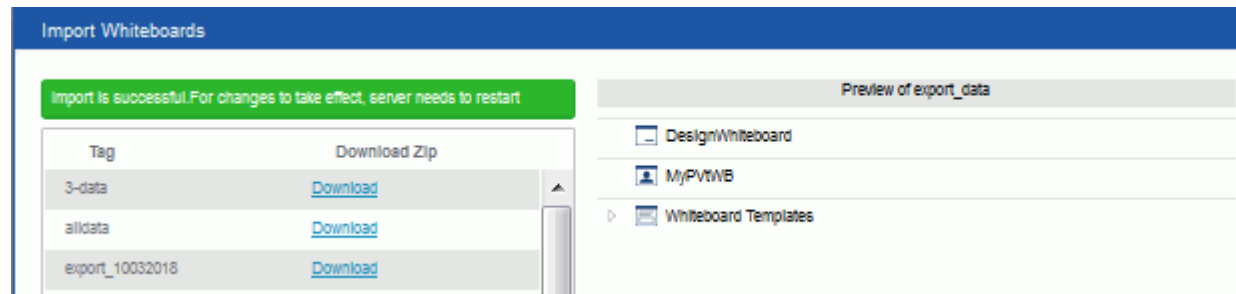 Import Whiteboards
Import is successful.For changes to take effect, server needs to restart
Preview of export_data
Tag Download Zip
3-data Download
alldata Download
export_10032018 Download
DesignWhiteboard
MyPvtWB
Whiteboard Templates